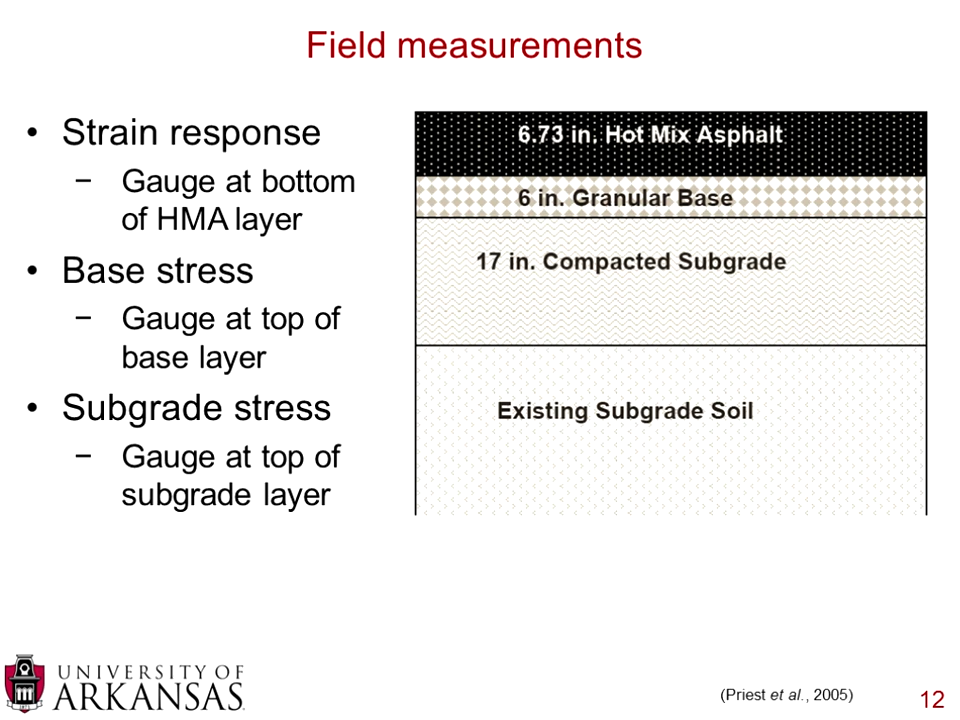 Field measurements
• Strain response
− Gauge at bottom
of HMA layer
• Base stress
− Gauge at top of
base layer
• Subgrade stress
− Gauge at top of
subgrade layer
6.73 in. Hot Mix Asphalt
6 in. Granular Base
17 in. Compacted Subgrade
Existing Subgrade Soil
UNIVERSITY OF
ARKANSAS
(Priest et al., 2005)
12